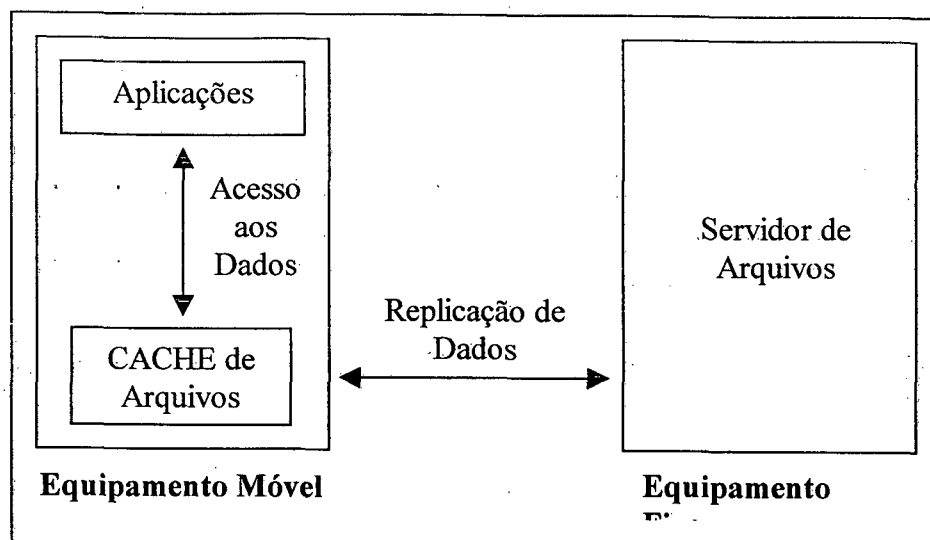 Aplicações
Acesso
aos
Dados
CACHE de
Arquivos
Replicação de
Dados
Servidor de
Arquivos
Equipamento Móvel
Equipamento